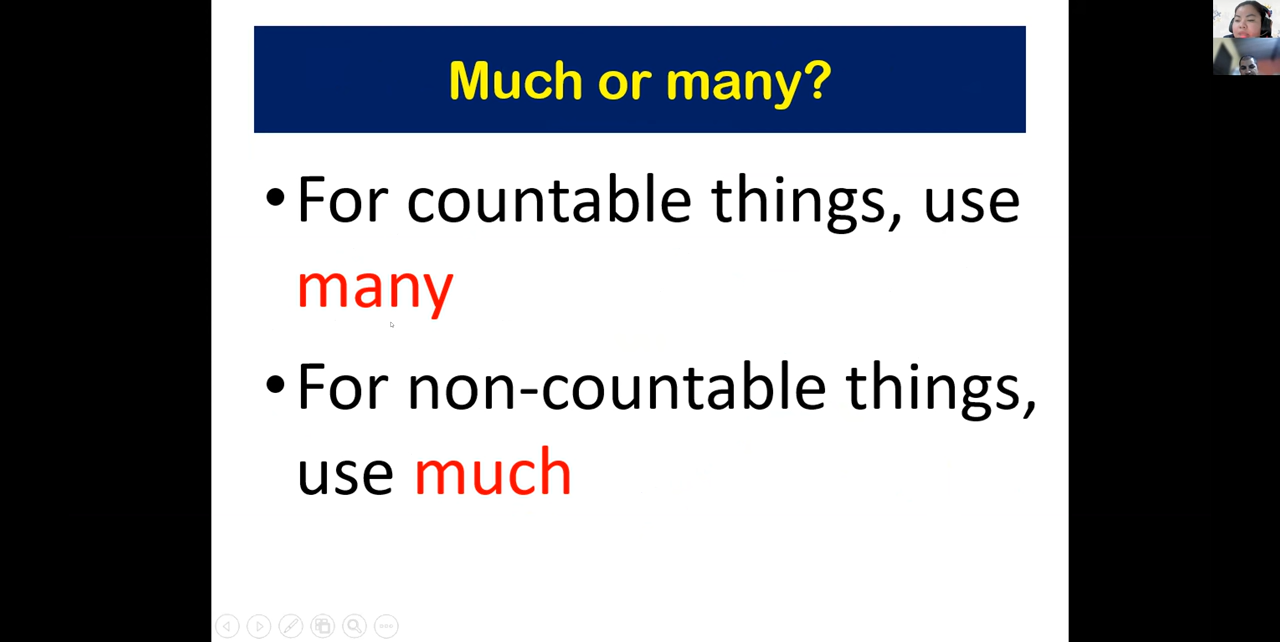 Much or many?
•For countable things, use
many
•For non-countable things,
use much